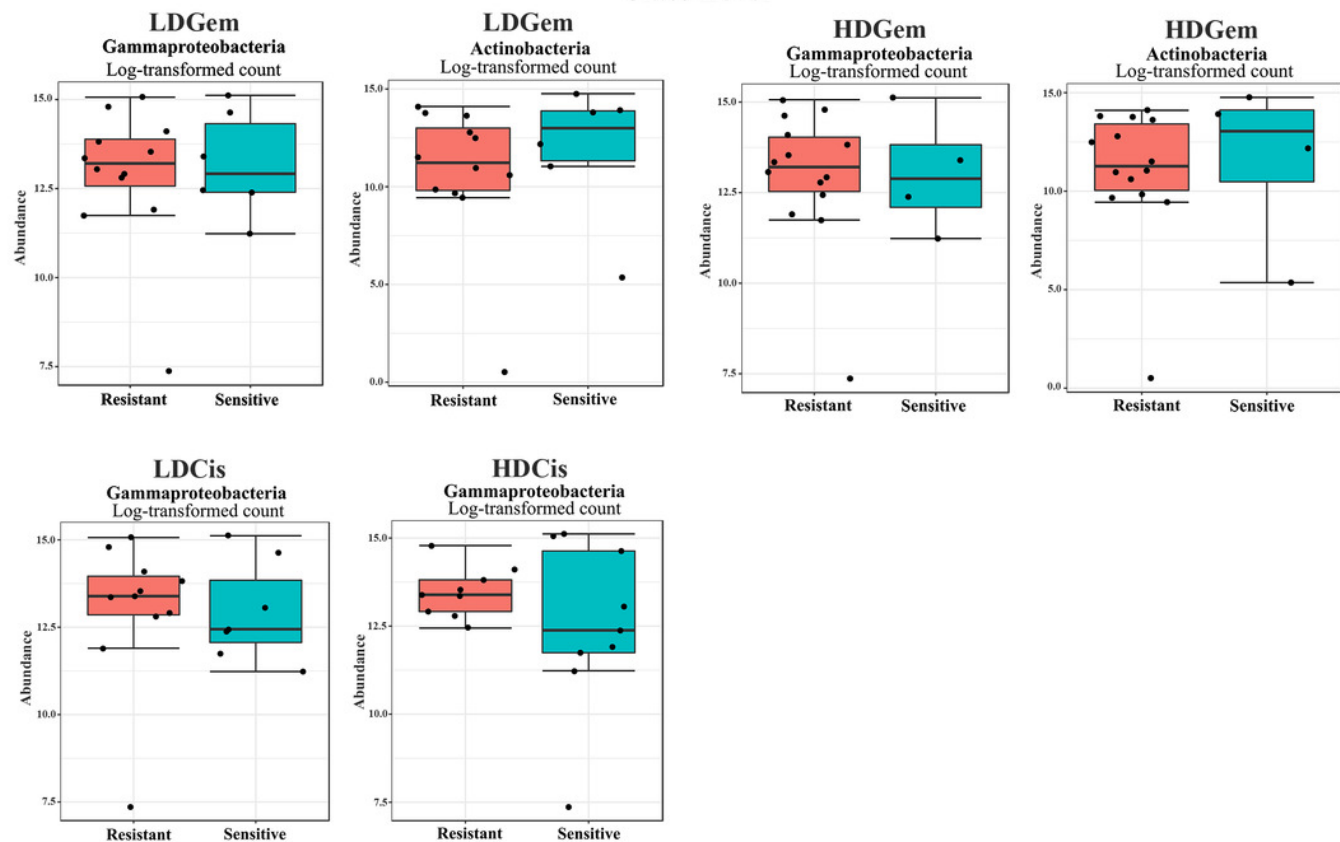 LDGem
Gammaproteobacteria
Log-transformed count
Abundance
15.0
12.5
10.0
7.5
Resistant Sensitive
LDGem
Actinobacteria
Log-transformed count
Abundance
15.0
10.0
5.0
0.0
Resistant Sensitive
HDGem
Gammaproteobacteria
Log-transformed count
Abundance
15.0
12.5
10.0
7.5
Resistant Sensitive
HDGem
Actinobacteria
Log-transformed count
Abundance
15.0
10.0
5.0
0.0
Resistant Sensitive
LDCis
Gammaproteobacteria
Log-transformed count
Abundance
15.0
12.5
10.0
7.5
Resistant Sensitive
HDCis
Gammaproteobacteria
Log-transformed count
Abundance
15.0
12.5
10.0
7.5
Resistant Sensitive